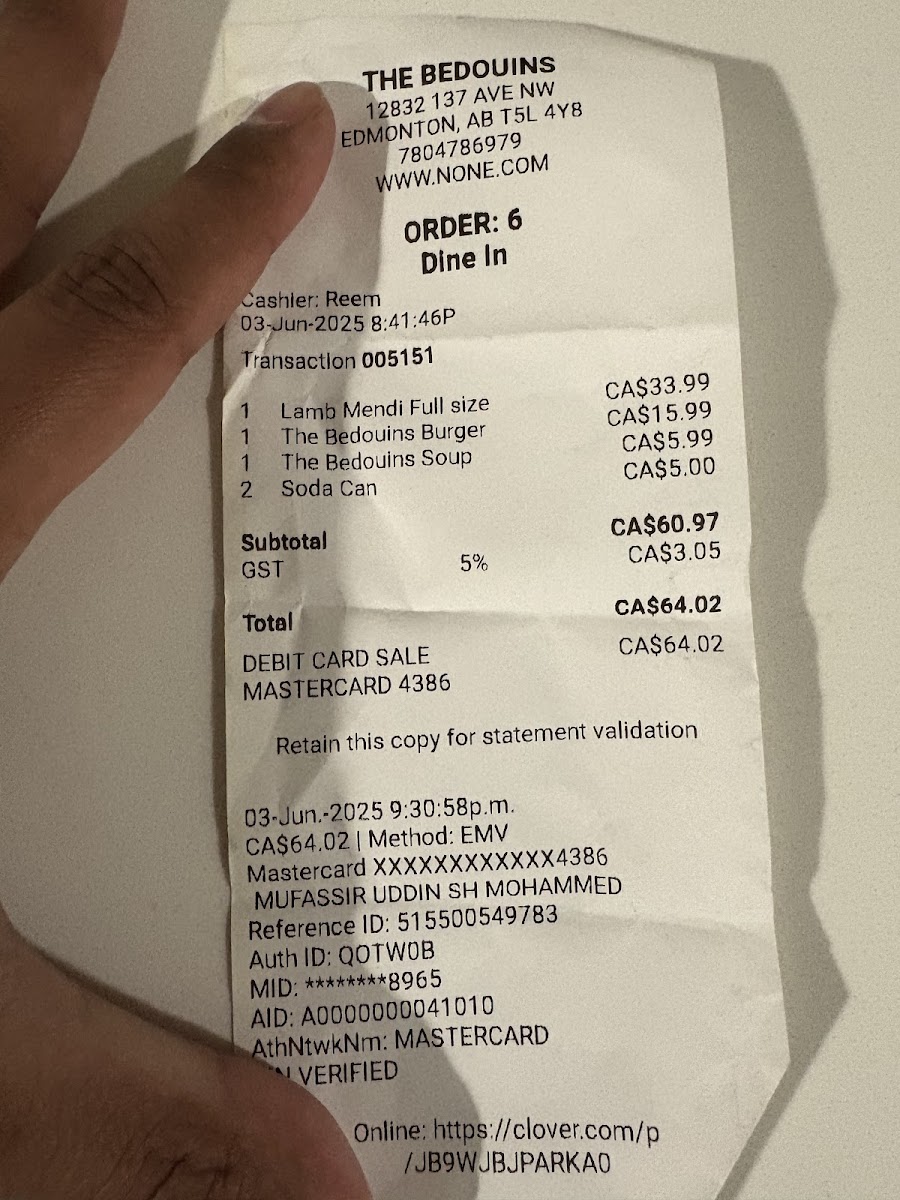 THE BEDOUINS
12832 137 AVE NW
EDMONTON, AB T5L 4Y8
7804786979
WWW.NONE.COM
ORDER: 6
Dine In
Cashier: Reem
03-Jun-2025 8:41:46P
Transaction 005151
1 Lamb Mendi Full size CA$33.99
1 The Bedouins Burger CA$15.99
1 The Bedouins Soup CA$5.99
2 Soda Can CA$5.00
Subtotal CA$60.97
GST 5% CA$3.05
Total CA$64.02
DEBIT CARD SALE CA$64.02
MASTERCARD 4386
Retain this copy for statement validation
03-Jun.-2025 9:30:58p.m.
CA$64.02 | Method: EMV
Mastercard XXXXXXXXXXXX4386
MUFASSIR UDDIN SH MOHAMMED
Reference ID: 515500549783
Auth ID: QOTW0B
MID: ********8965
AID: A0000000041010
AthNtwkNm: MASTERCARD
VERIFIED
Online: https://clover.com/p
/JB9WJBJPARKA0